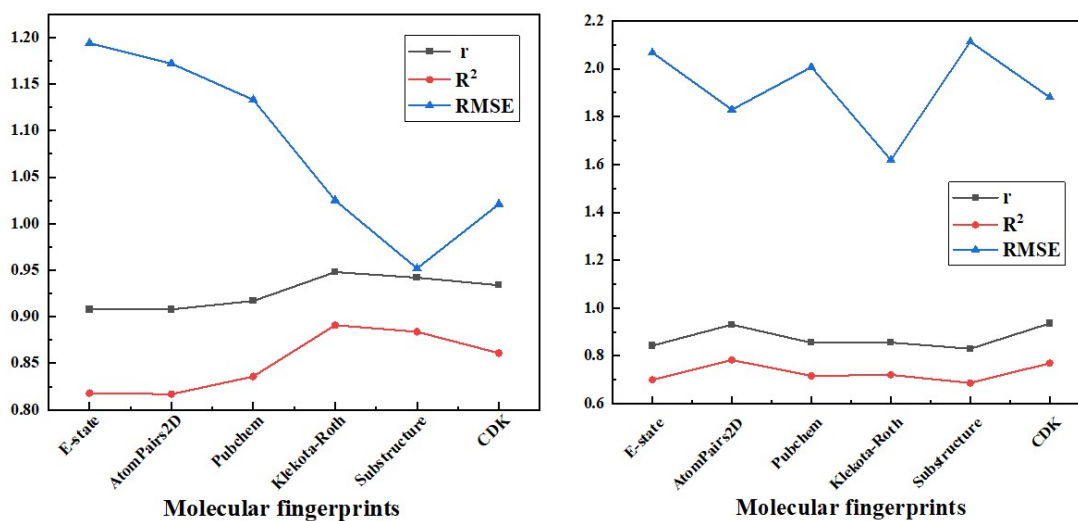 1.20
1.15
1.10
1.05
1.00
0.95
0.90
0.85
0.80
r
R²
RMSE
E-state
AtomPairs2D
Pubchem
Klekota-Roth
Substructure
CDK
Molecular fingerprints
2.2
2.0
1.8
1.6
1.4
1.2
1.0
0.8
0.6
r
R²
RMSE
E-state
AtomPairs2D
Pubchem
Klekota-Roth
Substructure
CDK
Molecular fingerprints